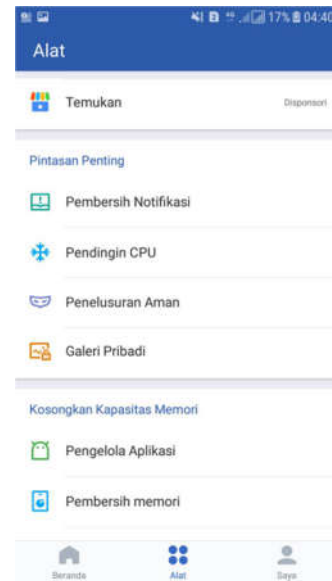 17% 04:40
Alat
Temukan
Disponsori
Pintasan Penting
Pembersih Notifikasi
Pendingin CPU
Penelusuran Aman
Galeri Pribadi
Kosongkan Kapasitas Memori
Pengelola Aplikasi
Pembersih memori
Beranda
Alat
Saya